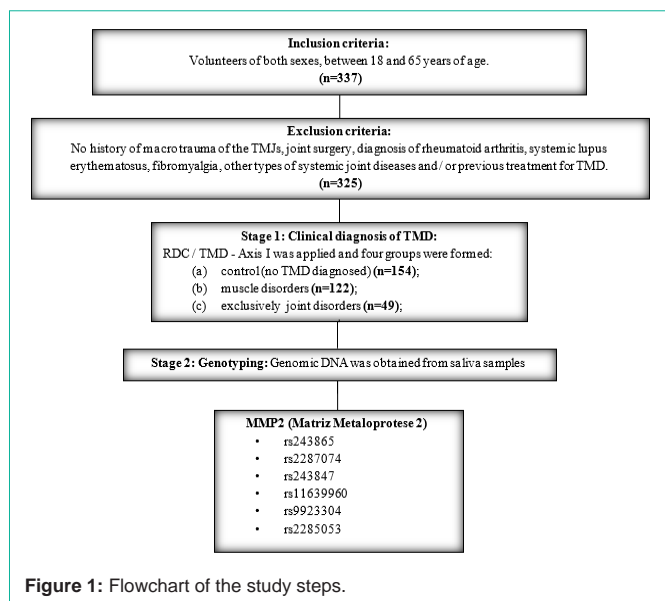 Inclusion criteria:
Volunteers of both sexes, between 18 and 65 years of age.
(n=337)
Exclusion criteria:
No history of macro trauma of the TMJs, joint surgery, diagnosis of rheumatoid arthritis, systemic lupus
erythematosus, fibromyalgia, other types of systemic joint diseases and / or previous treatment for TMD.
(n=325)
Stage 1: Clinical diagnosis of TMD:
RDC / TMD - Axis I was applied and four groups were formed:
(a) control (no TMD diagnosed) (n=154);
(b) muscle disorders (n=122);
(c) exclusively joint disorders (n=49);
Stage 2: Genotyping: Genomic DNA was obtained from saliva samples
MMP2 (Matriz Metaloprotese 2)
• rs243865
• rs2287074
• rs243847
• rs11639960
• rs9923304
• rs2285053
Figure 1: Flowchart of the study steps.